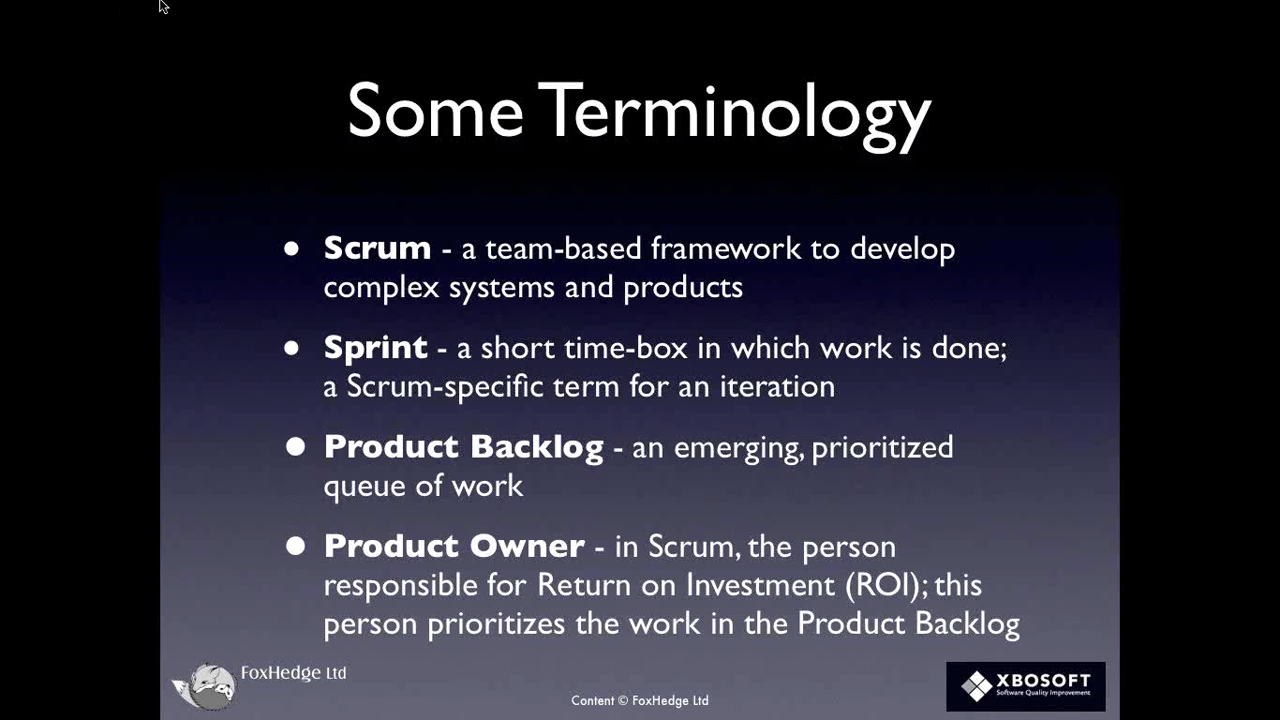 Some Terminology
• Scrum - a team-based framework to develop
complex systems and products
• Sprint - a short time-box in which work is done;
a Scrum-specific term for an iteration
• Product Backlog - an emerging, prioritized
queue of work
• Product Owner - in Scrum, the person
responsible for Return on Investment (ROI); this
person prioritizes the work in the Product Backlog
FoxHedge Ltd
Content © FoxHedge Ltd
XBOSOFT
Software Quality Improvement